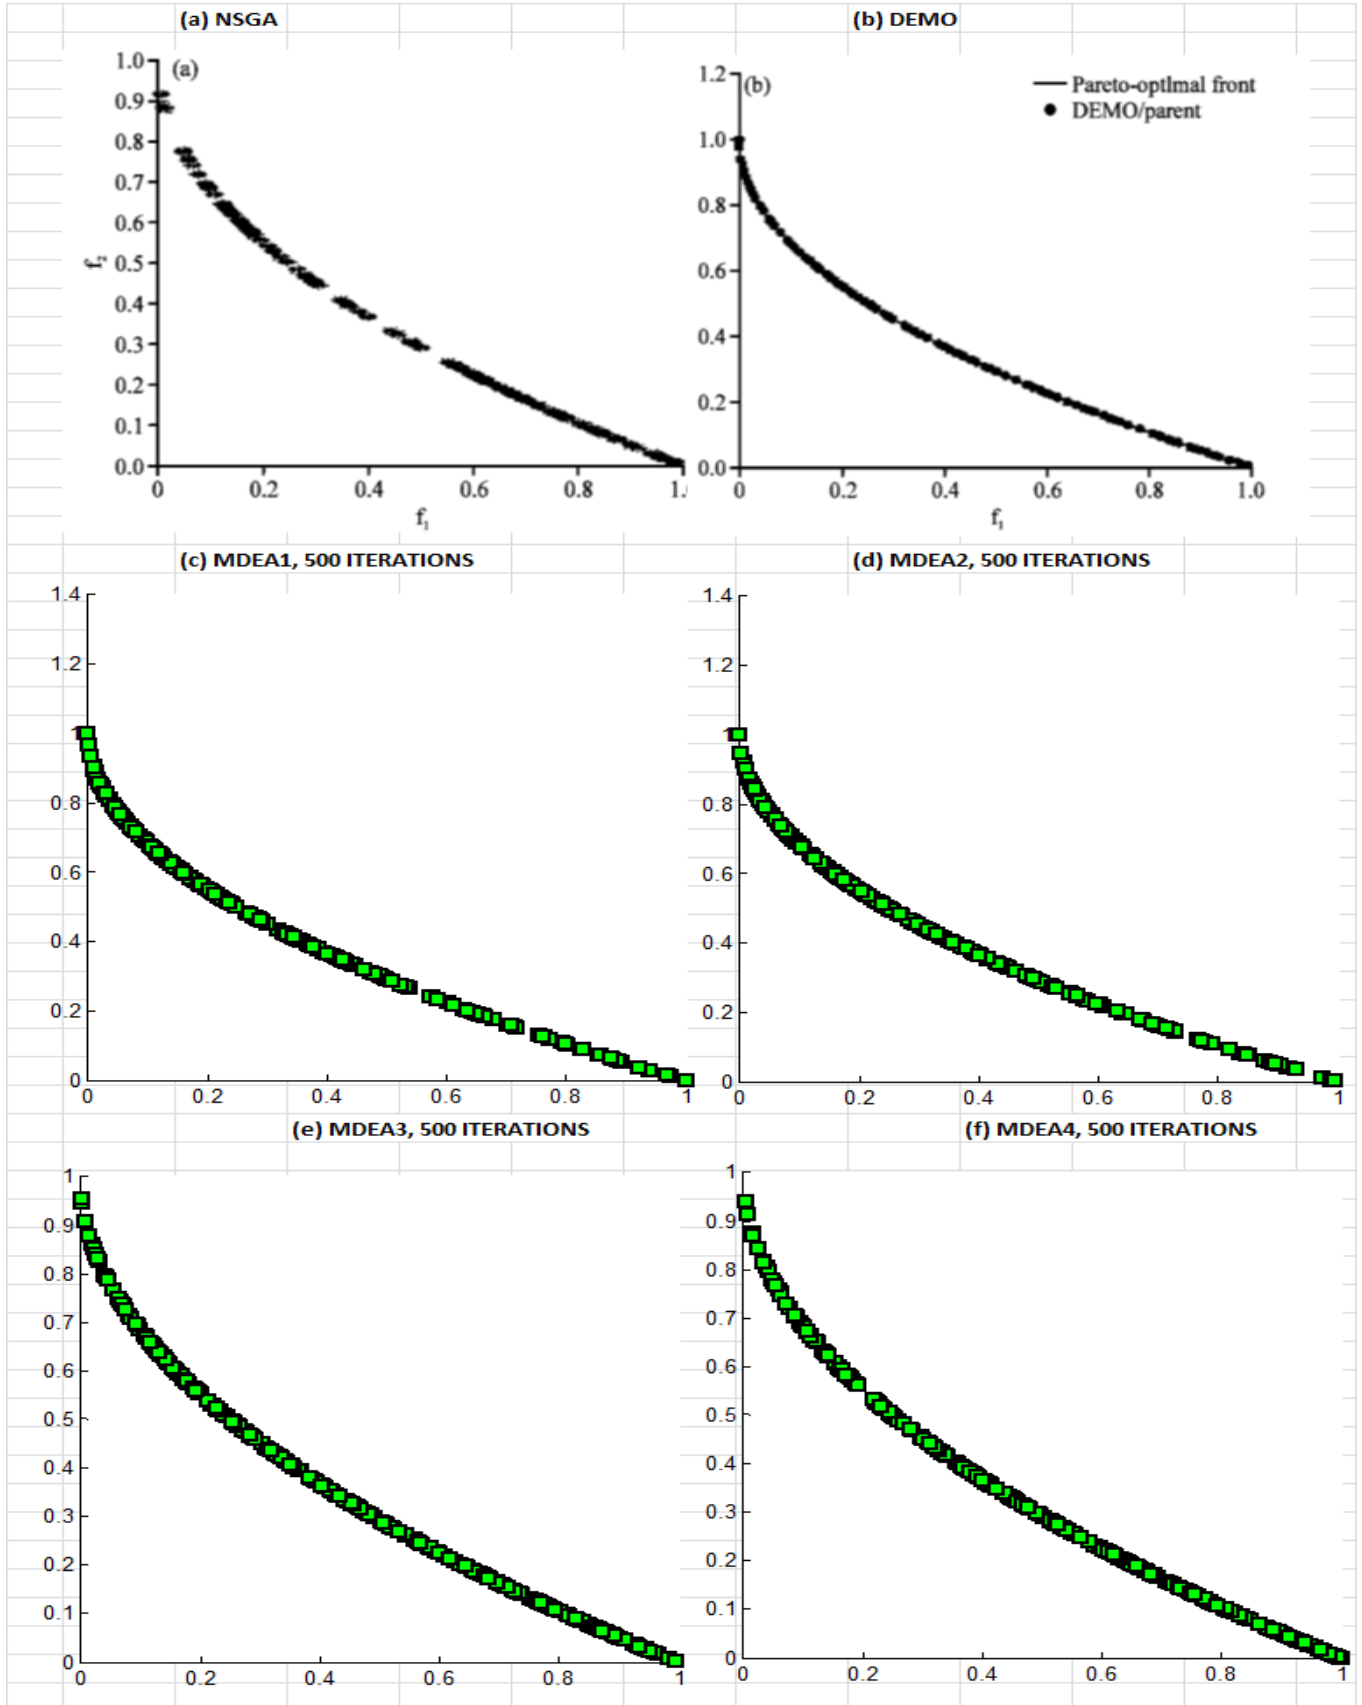 (a) NSGA
(b) DEMO
(a)
1.0
0.9
0.8
0.7
0.6
0.5
0.4
0.3
0.2
0.1
0.0
f2
0 0.2 0.4 0.6 0.8 1.
f1
(b)
Pareto-optimal front
DEMO/parent
1.2
1.0
0.8
0.6
0.4
0.2
0.0
0 0.2 0.4 0.6 0.8 1.0
f1
(c) MDEA1, 500 ITERATIONS
(d) MDEA2, 500 ITERATIONS
1.4
1.2
1
0.8
0.6
0.4
0.2
0
0 0.2 0.4 0.6 0.8 1
1.4
1.2
1
0.8
0.6
0.4
0.2
0
0 0.2 0.4 0.6 0.8 1
(e) MDEA3, 500 ITERATIONS
(f) MDEA4, 500 ITERATIONS
1
0.9
0.8
0.7
0.6
0.5
0.4
0.3
0.2
0.1
0
0 0.2 0.4 0.6 0.8 1
1
0.9
0.8
0.7
0.6
0.5
0.4
0.3
0.2
0.1
0
0 0.2 0.4 0.6 0.8 1